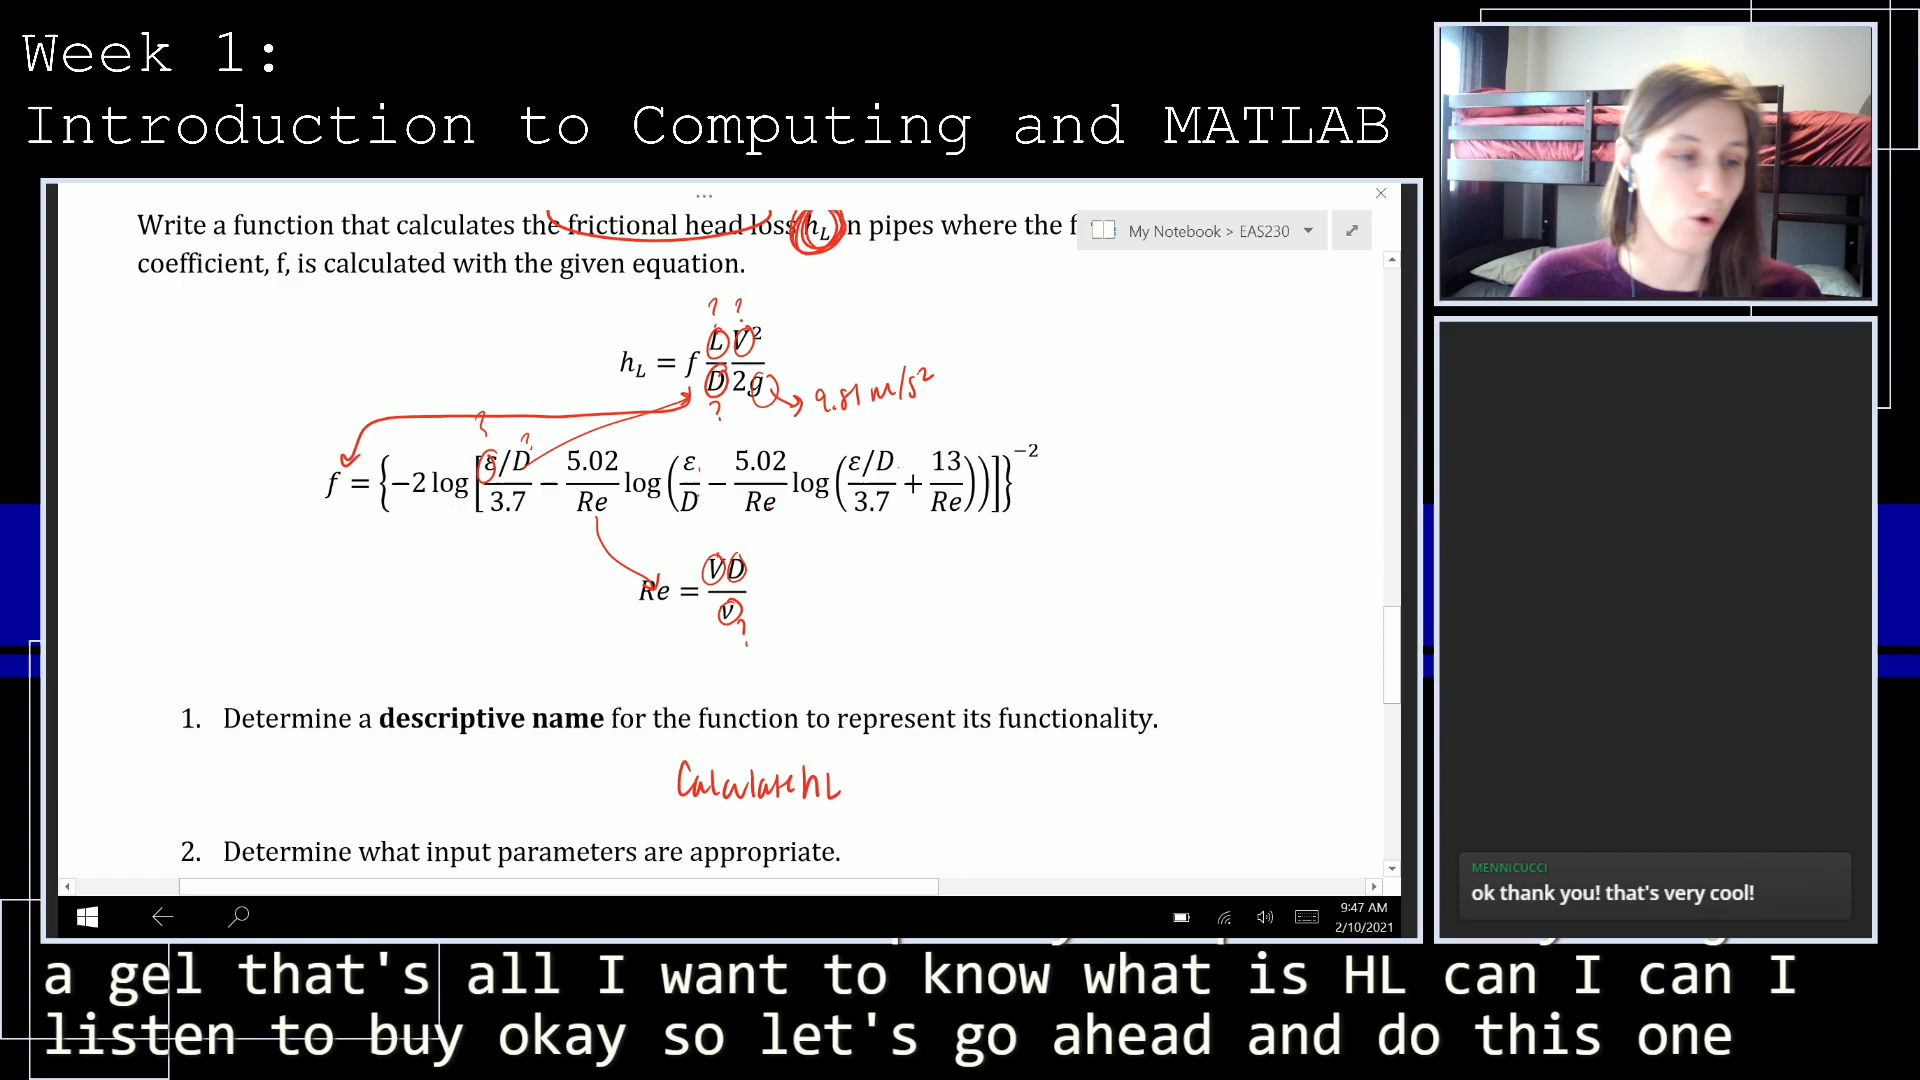 Week 1:
Introduction to Computing and MATLAB
Write a function that calculates the frictional head loss h_L in pipes where the f
coefficient, f, is calculated with the given equation.
My Notebook > EAS230
? ?
h_L = f L/D V²/2g
?
9.81 m/s²
? ?
f = {−2 log[ε/D/3.7 − 5.02/Re log(ε/D − 5.02/Re log(ε/D/3.7 + 13/Re))]}⁻²
Re = VD/ν
?
1. Determine a descriptive name for the function to represent its functionality.
CalculatehL
2. Determine what input parameters are appropriate.
9:47 AM
2/10/2021
MENNICUCCI
ok thank you! that's very cool!
a gel that's all I want to know what is HL can I can I
listen to buy okay so let's go ahead and do this one